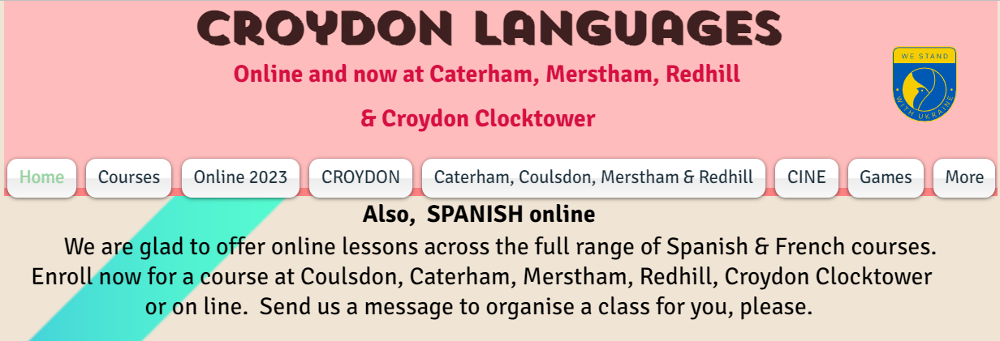 CROYDON LANGUAGES
Online and now at Caterham, Merstham, Redhill
& Croydon Clocktower
WE STAND
WITH UKRAINE
Home
Courses
Online 2023
CROYDON
Caterham, Coulsdon, Merstham & Redhill
CINE
Games
More
Also, SPANISH online
We are glad to offer online lessons across the full range of Spanish & French courses.
Enroll now for a course at Coulsdon, Caterham, Merstham, Redhill, Croydon Clocktower
or on line. Send us a message to organise a class for you, please.